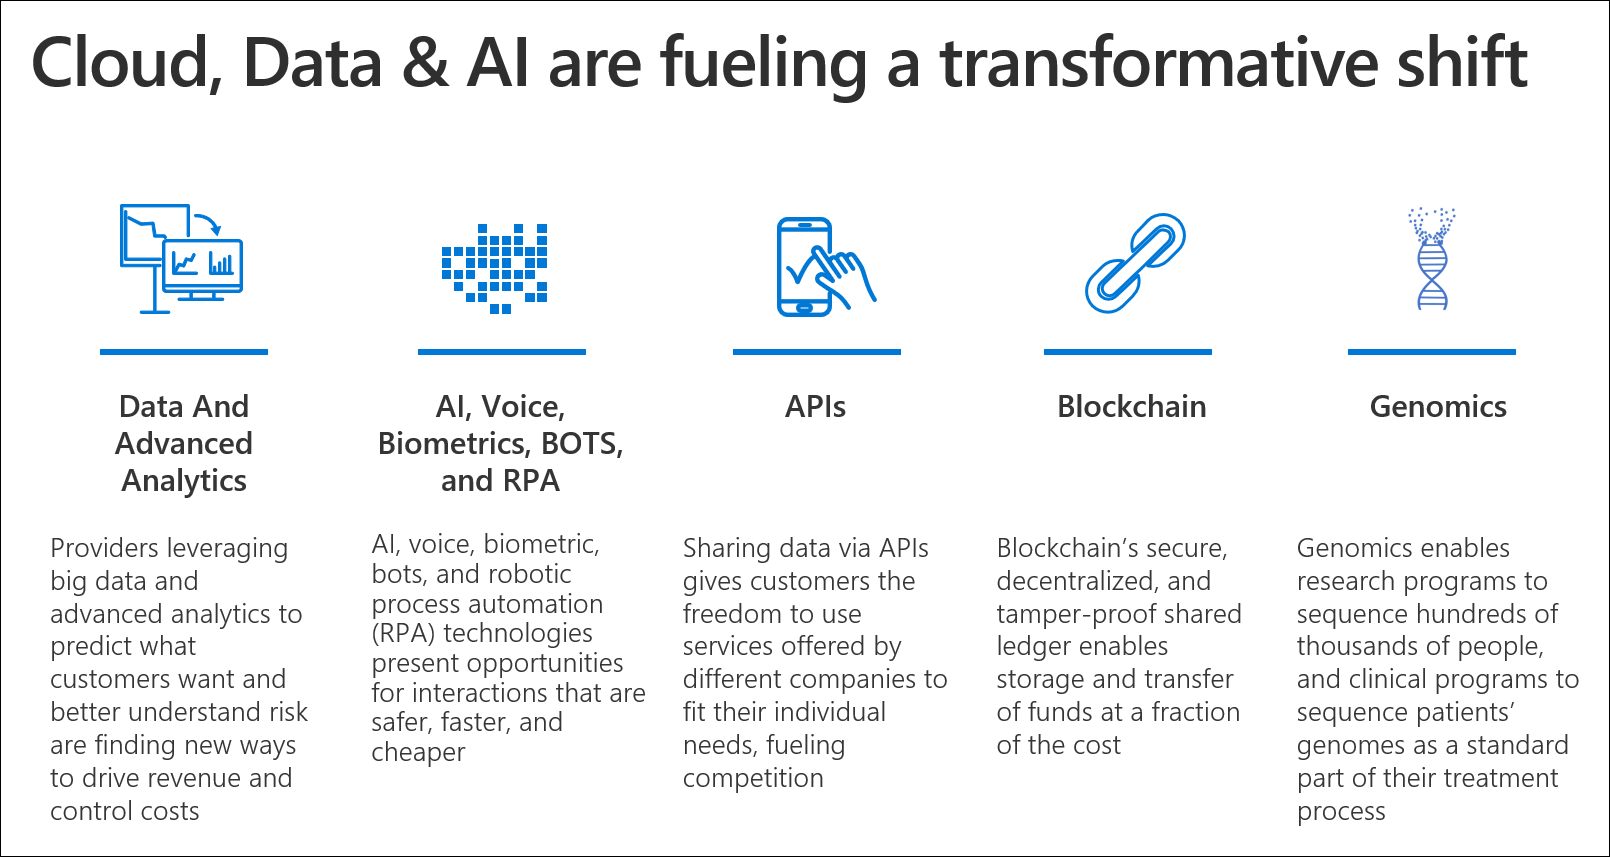 Cloud, Data & AI are fueling a transformative shift
Data And
Advanced
Analytics
Providers leveraging
big data and
advanced analytics to
predict what
customers want and
better understand risk
are finding new ways
to drive revenue and
control costs
AI, Voice,
Biometrics, BOTS,
and RPA
AI, voice, biometric,
bots, and robotic
process automation
(RPA) technologies
present opportunities
for interactions that are
safer, faster, and
cheaper
APIs
Sharing data via APIs
gives customers the
freedom to use
services offered by
different companies to
fit their individual
needs, fueling
competition
Blockchain
Blockchain’s secure,
decentralized, and
tamper-proof shared
ledger enables
storage and transfer
of funds at a fraction
of the cost
Genomics
Genomics enables
research programs to
sequence hundreds of
thousands of people,
and clinical programs to
sequence patients’
genomes as a standard
part of their treatment
process